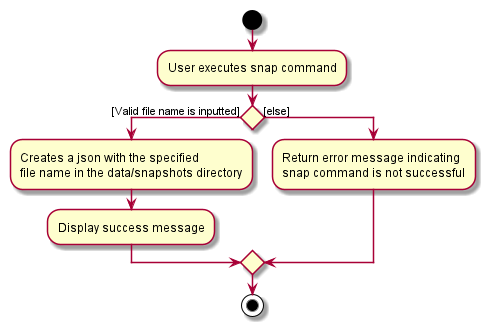 User executes snap command
[Valid file name is inputted]
[else]
Creates a json with the specified
file name in the data/snapshots directory
Return error message indicating
snap command is not successful
Display success message